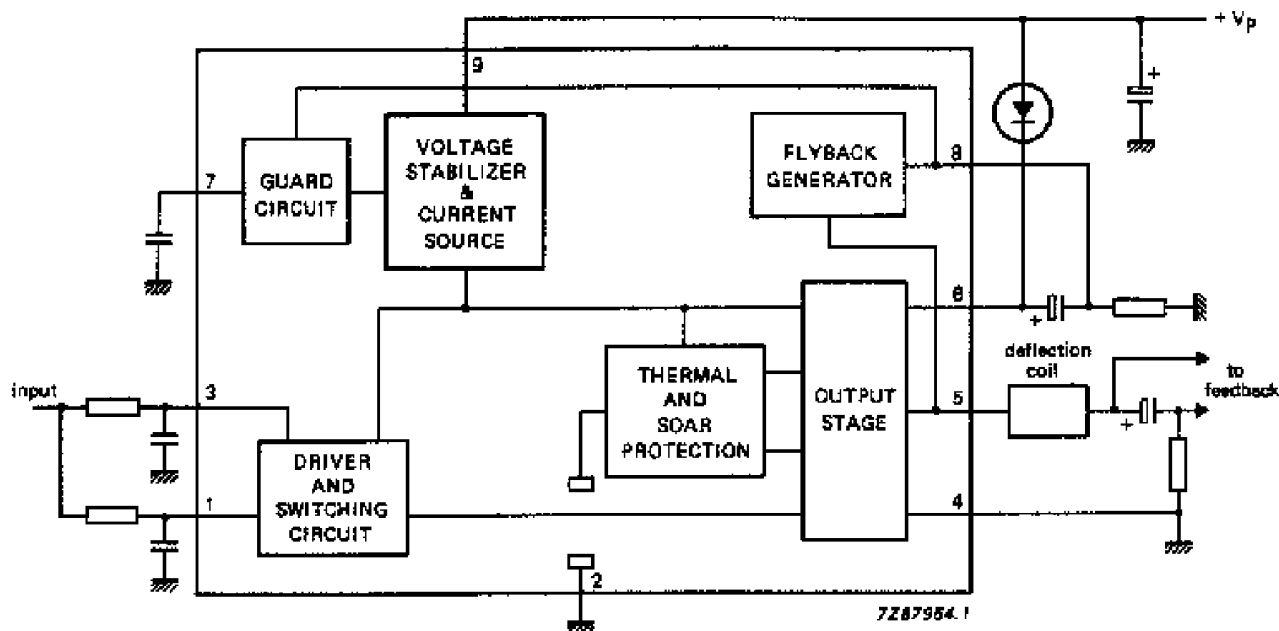 + Vp
9
VOLTAGE
STABILIZER
&
CURRENT
SOURCE
FLYBACK
GENERATOR
8
7
GUARD
CIRCUIT
6
+
+
deflection
coil
to
feedback
input
3
THERMAL
AND
SOAR
PROTECTION
OUTPUT
STAGE
5
+
DRIVER
AND
SWITCHING
CIRCUIT
1
4
2
7Z87964.1